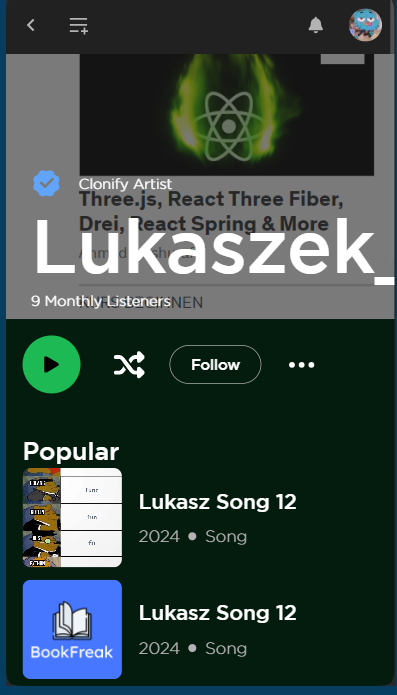 Clonify Artist
Three.js, React Three Fiber,
Drei, React Spring & More
Lukaszek_
9 Monthly Listeners
Popular
Follow
Lukasz Song 12
2024 • Song
Lukasz Song 12
2024 • Song
BookFreak